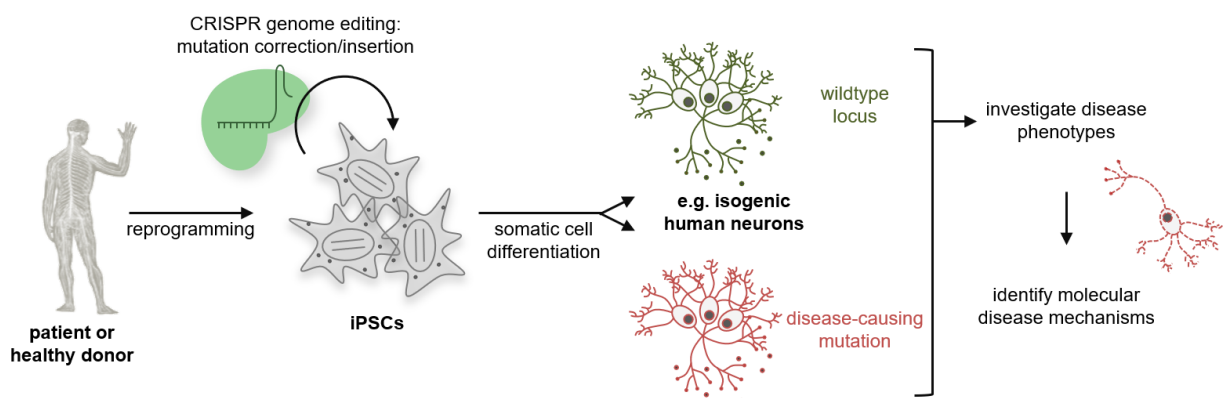 CRISPR genome editing:
mutation correction/insertion
patient or
healthy donor
reprogramming
iPSCs
somatic cell
differentiation
wildtype
locus
e.g. isogenic
human neurons
disease-causing
mutation
investigate disease
phenotypes
identify molecular
disease mechanisms